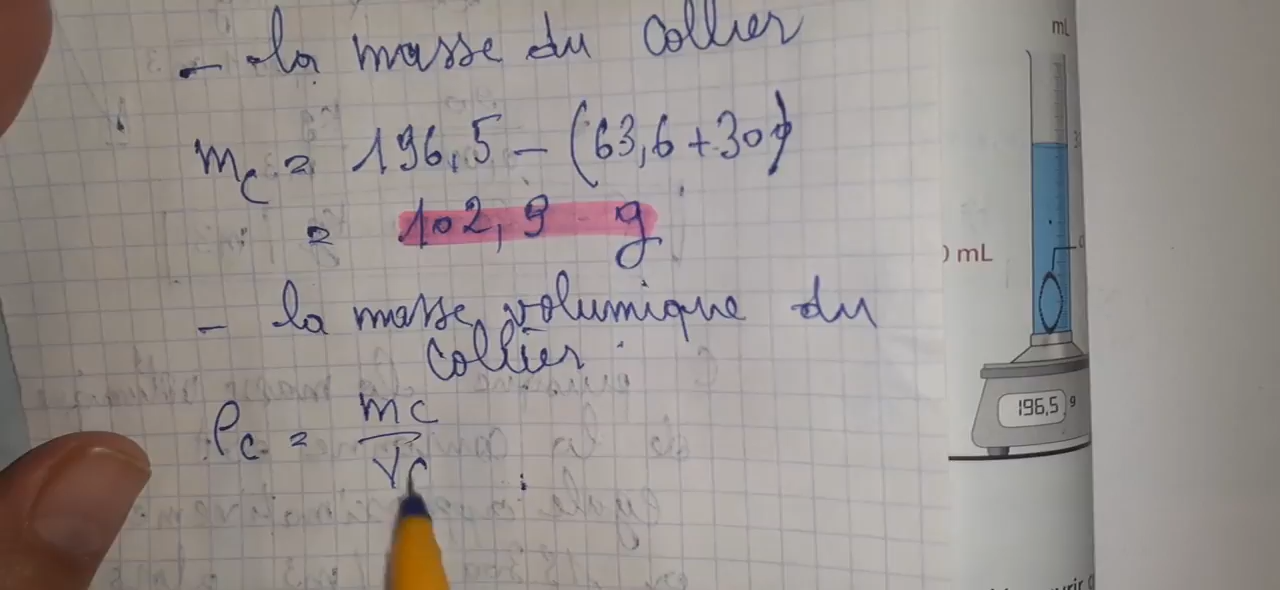 - la masse du collier
mc = 196,5 - (63,6 + 30)
= 102,9 g
- la masse volumique du
collier :
ρc = mc
Vc
mL
mL
196,5 g